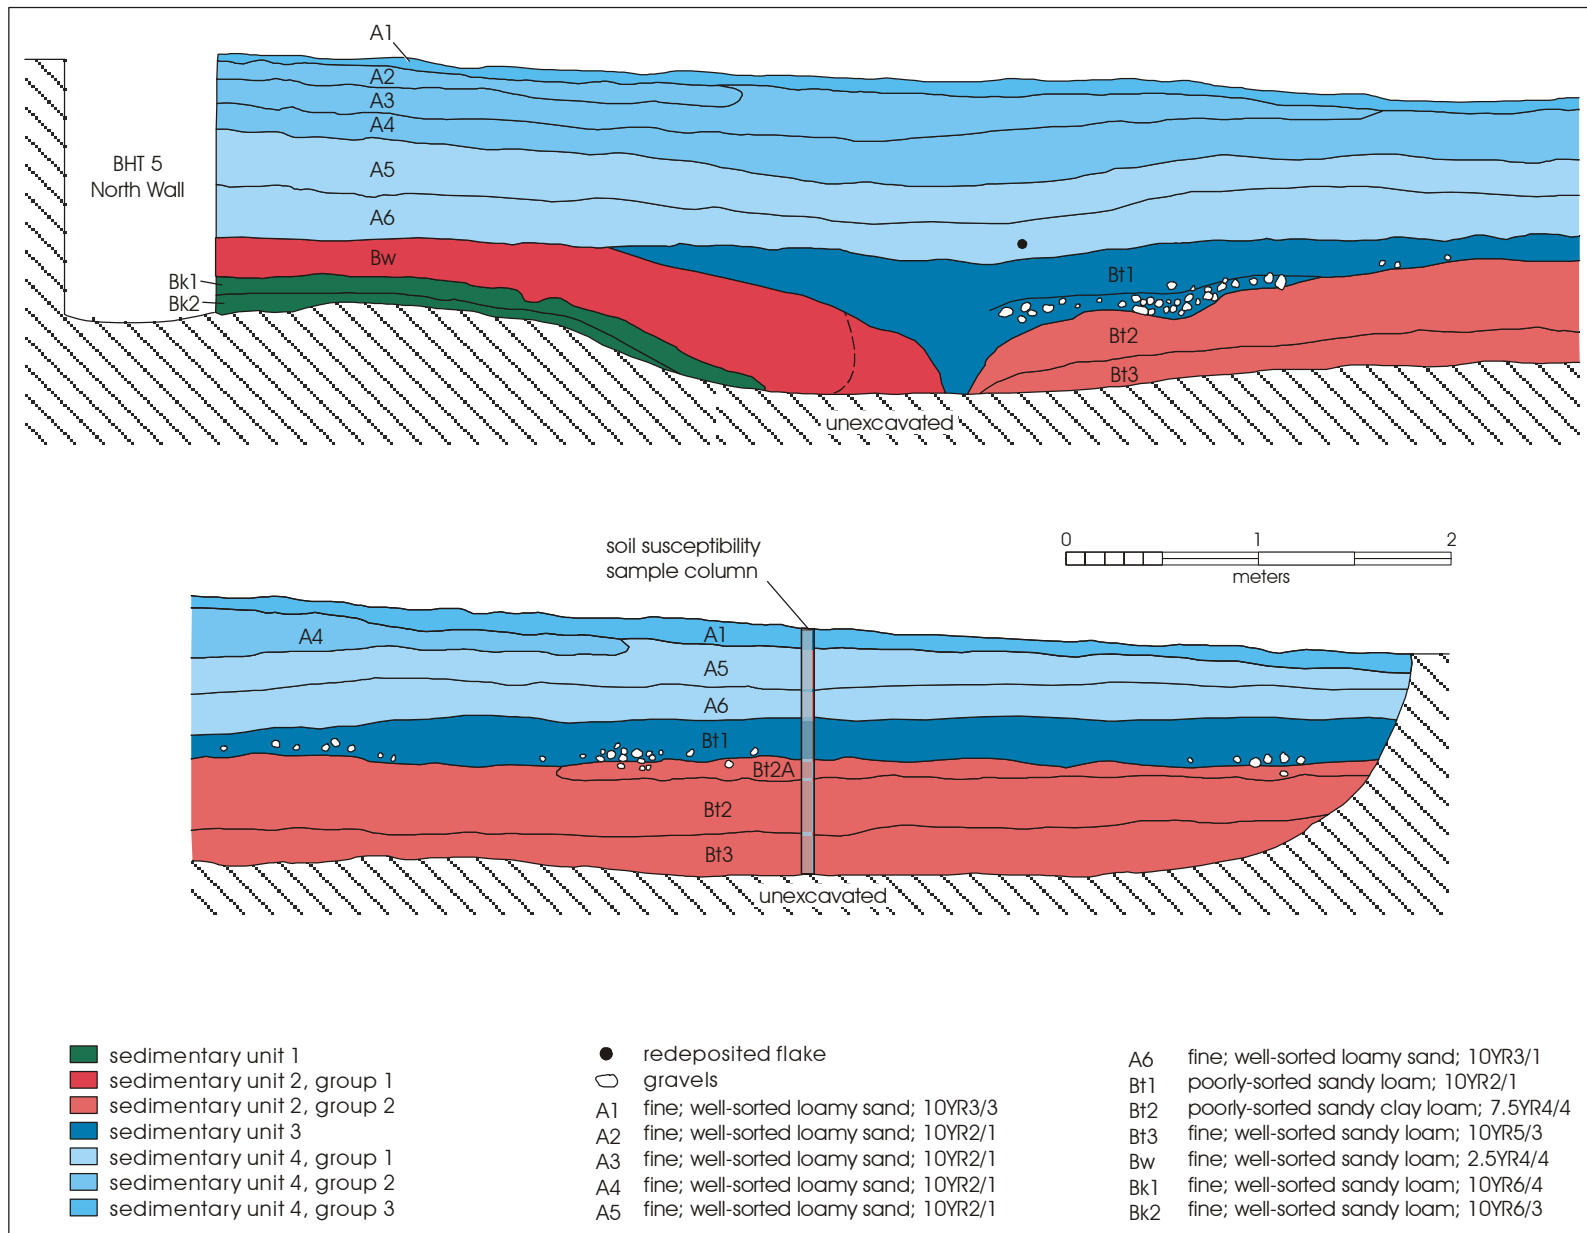 A1
A2
A3
A4
BHT 5
North Wall
A5
A6
Bw
Bk1
Bk2
Bt1
Bt2
Bt3
unexcavated
soil susceptibility
sample column
0 1 2
meters
A4
A1
A5
A6
Bt1
Bt2A
Bt2
Bt3
unexcavated
sedimentary unit 1
sedimentary unit 2, group 1
sedimentary unit 2, group 2
sedimentary unit 3
sedimentary unit 4, group 1
sedimentary unit 4, group 2
sedimentary unit 4, group 3
redeposited flake
gravels
A1 fine; well-sorted loamy sand; 10YR3/3
A2 fine; well-sorted loamy sand; 10YR2/1
A3 fine; well-sorted loamy sand; 10YR2/1
A4 fine; well-sorted loamy sand; 10YR2/1
A5 fine; well-sorted loamy sand; 10YR2/1
A6 fine; well-sorted loamy sand; 10YR3/1
Bt1 poorly-sorted sandy loam; 10YR2/1
Bt2 poorly-sorted sandy clay loam; 7.5YR4/4
Bt3 fine; well-sorted sandy loam; 10YR5/3
Bw fine; well-sorted sandy loam; 2.5YR4/4
Bk1 fine; well-sorted sandy loam; 10YR6/4
Bk2 fine; well-sorted sandy loam; 10YR6/3